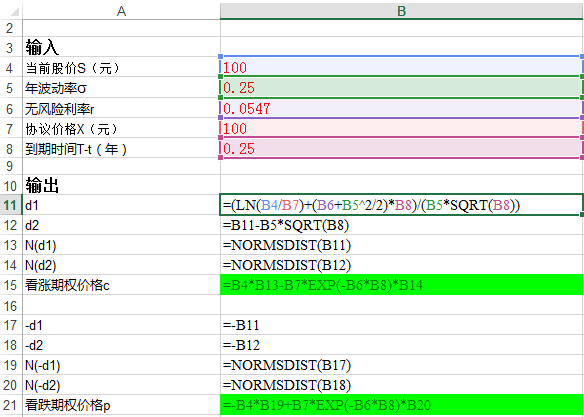 A B
2
3 输入
4 当前股价S（元） 100
5 年波动率σ 0.25
6 无风险利率r 0.0547
7 协议价格X（元） 100
8 到期时间T-t（年） 0.25
9
10 输出
11 d1 =(LN(B4/B7)+(B6+B5^2/2)*B8)/(B5*SQRT(B8))
12 d2 =B11-B5*SQRT(B8)
13 N(d1) =NORMSDIST(B11)
14 N(d2) =NORMSDIST(B12)
15 看涨期权价格c =B4*B13-B7*EXP(-B6*B8)*B14
16
17 -d1 =-B11
18 -d2 =-B12
19 N(-d1) =NORMSDIST(B17)
20 N(-d2) =NORMSDIST(B18)
21 看跌期权价格p =-B4*B19+B7*EXP(-B6*B8)*B20